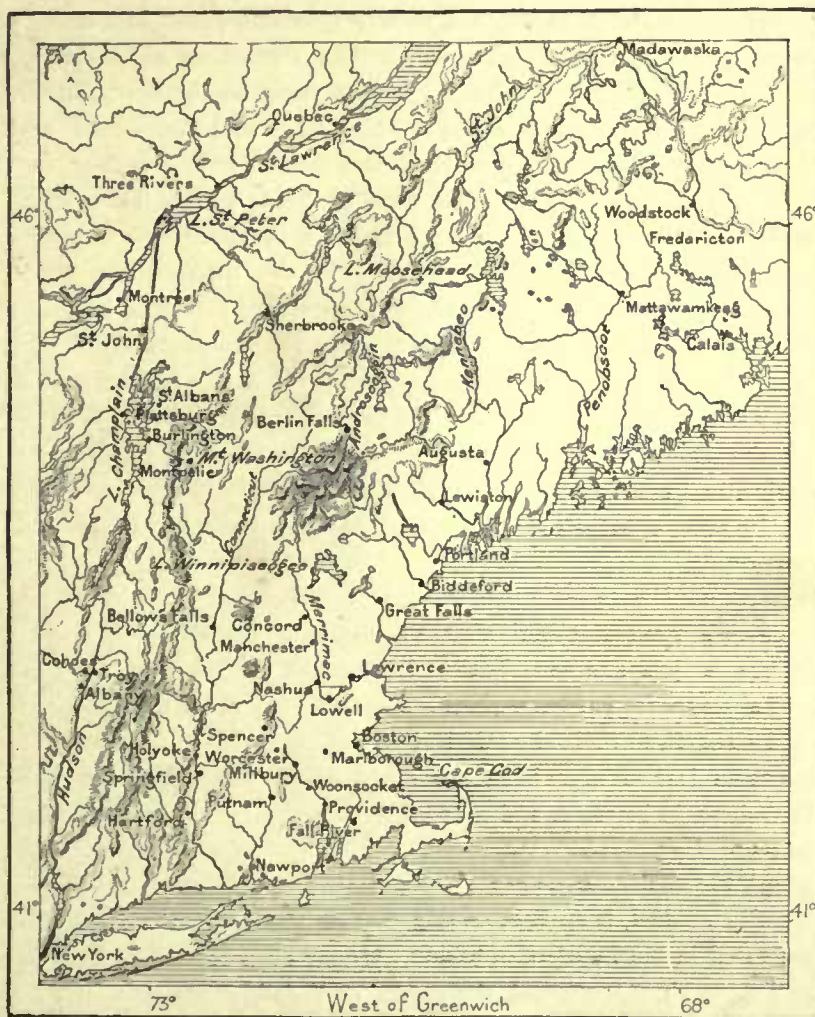 Madawaska
Quebec
St. John
St. Lawrence
Three Rivers
46°
46°
L. St. Peter
Woodstock
Fredaricton
L. Moosehead
Montreal
Mattawamkeag
Sherbrooke
St. John
Calais
Kennebec
Penobscot
Androscoggin
St. Albans
Plattsburg
L. Champlain
Burlington
Berlin Falls
Mt. Washington
Augusta
Montpelier
Lewiston
Connecticut
Portland
L. Winnipiseogee
Biddeford
Bellows Falls
Great Falls
Concord
Merrimec
Manchester
Cohoes
Troy
Lawrence
Albany
Nashua
Lowell
Spencer
Boston
Holyoke
Worcester
Marlborough
Hudson
Springfield
Millbury
Cape Cod
Woonsocket
Putnam
Providence
Hartford
Fall River
Newport
41°
41°
New York
73°
West of Greenwich
68°